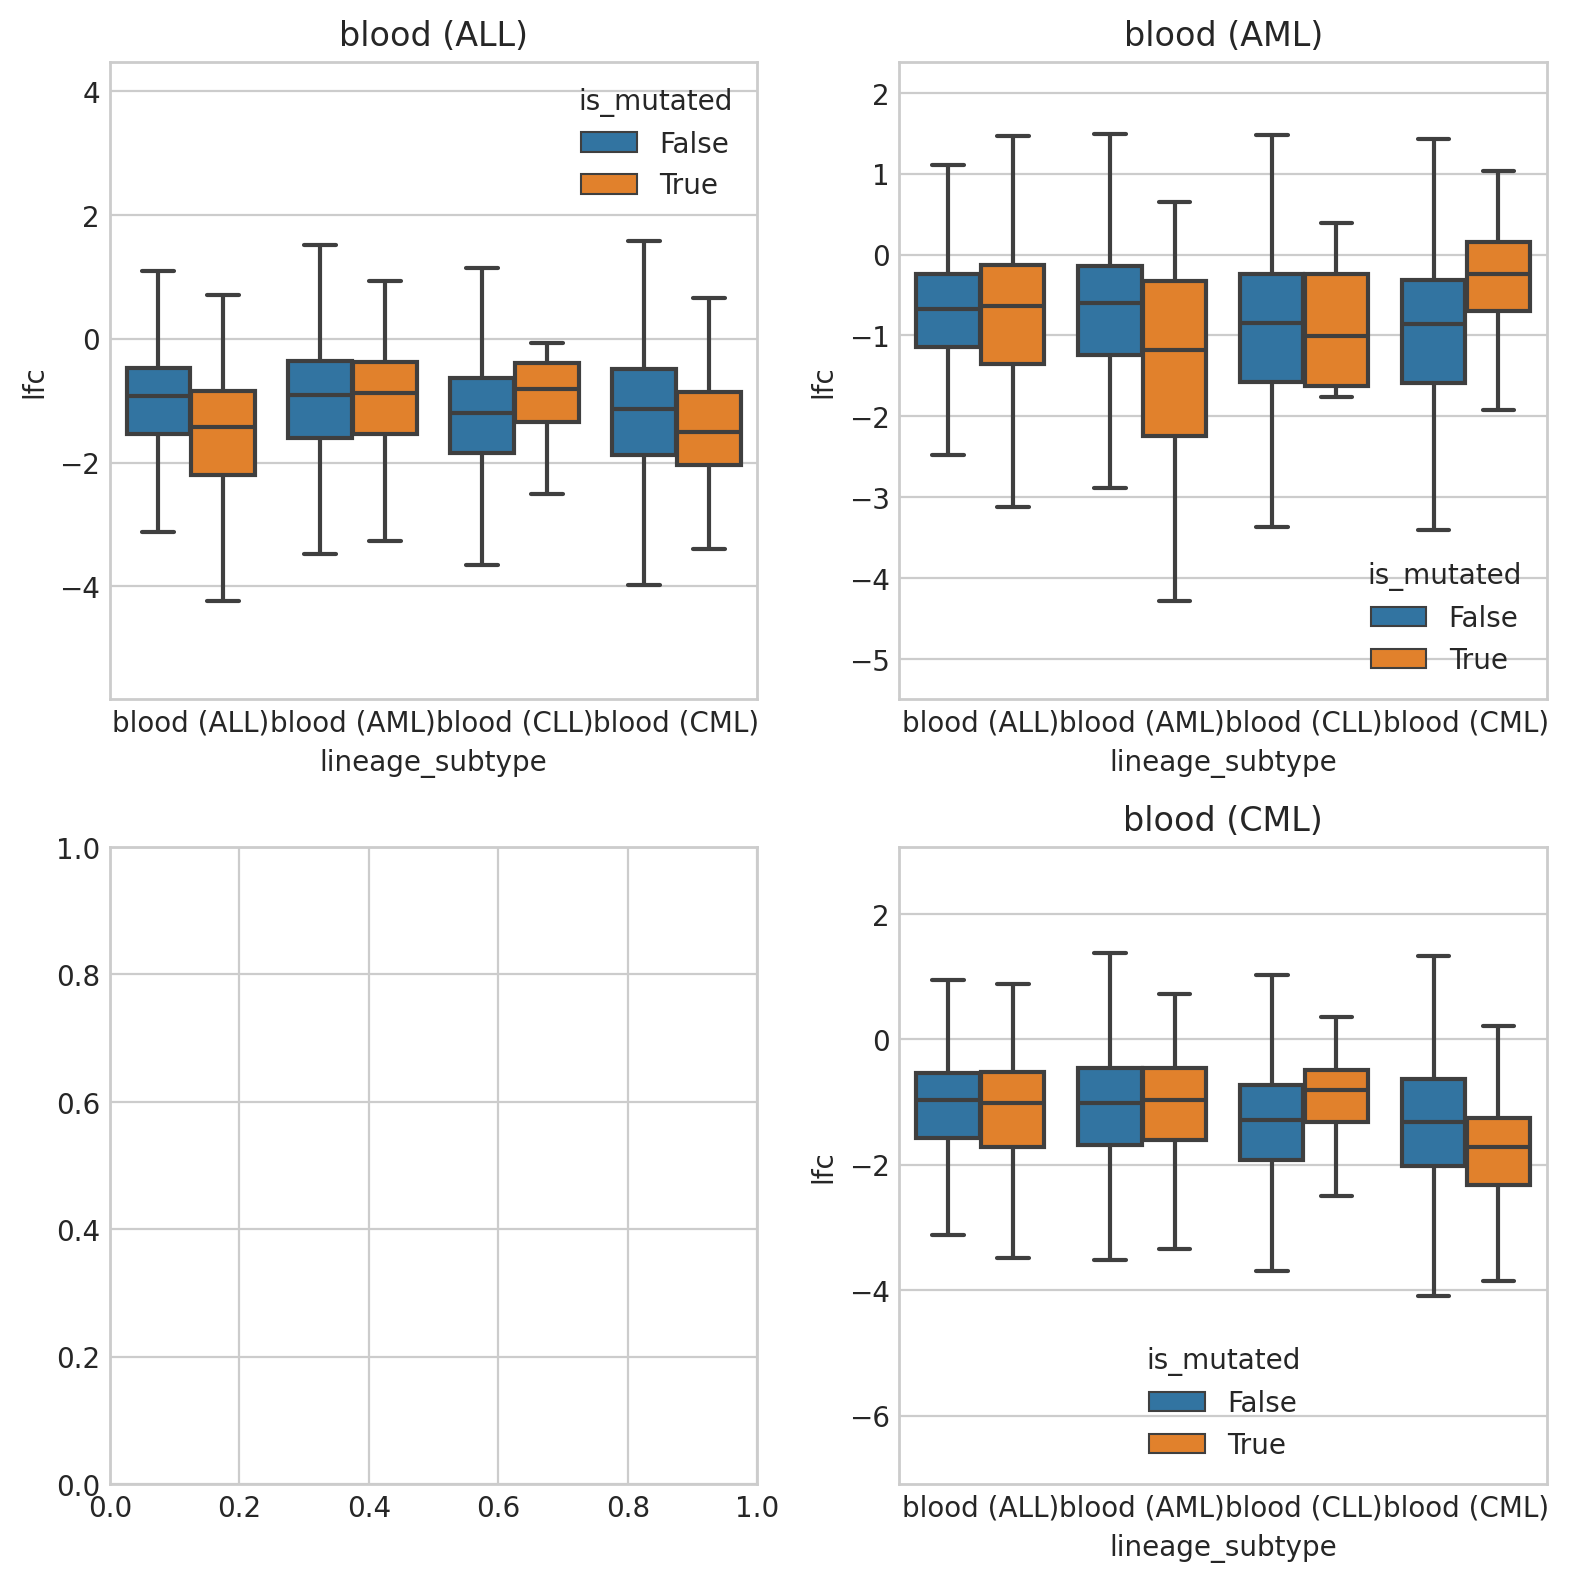 blood (ALL)
4
2
0
−2
−4
lfc
is_mutated
False
True
blood (ALL) blood (AML) blood (CLL) blood (CML)
lineage_subtype
blood (AML)
2
1
0
−1
−2
−3
−4
−5
lfc
is_mutated
False
True
blood (ALL) blood (AML) blood (CLL) blood (CML)
lineage_subtype
1.0
0.8
0.6
0.4
0.2
0.0
0.0 0.2 0.4 0.6 0.8 1.0
blood (CML)
2
0
−2
−4
−6
lfc
is_mutated
False
True
blood (ALL) blood (AML) blood (CLL) blood (CML)
lineage_subtype